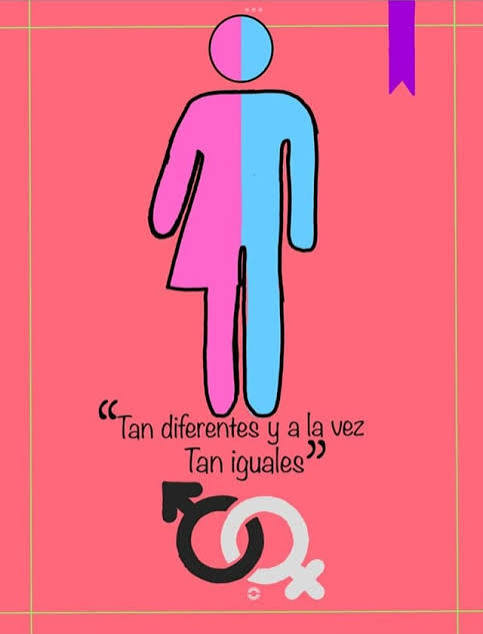 “Tan diferentes y a la vez
Tan iguales”